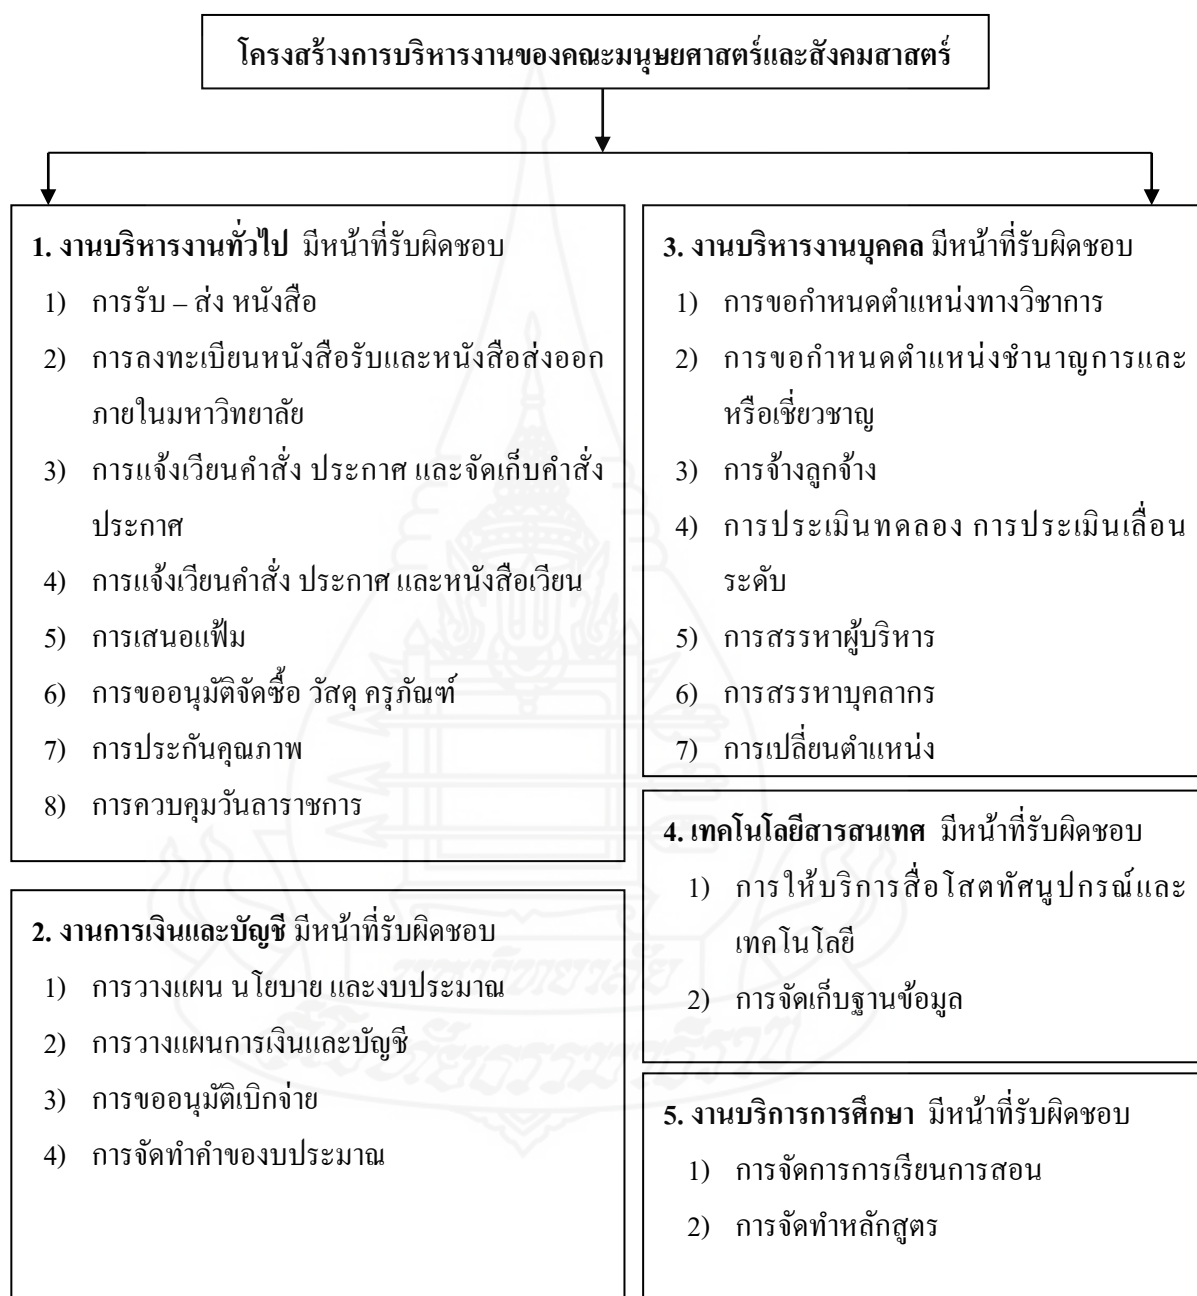 โครงสร้างการบริหารงานของคณะมนุษยศาสตร์และสังคมสาสตร์
1. งานบริหารงานทั่วไป มีหน้าที่รับผิดชอบ
1) การรับ – ส่ง หนังสือ
2) การลงทะเบียนหนังสือรับและหนังสือส่งออก
ภายในมหาวิทยาลัย
3) การแจ้งเวียนคำสั่ง ประกาศ และจัดเก็บคำสั่ง
ประกาศ
4) การแจ้งเวียนคำสั่ง ประกาศ และหนังสือเวียน
5) การเสนอแฟ้ม
6) การขออนุมัติจัดซื้อ วัสดุ ครุภัณฑ์
7) การประกันคุณภาพ
8) การควบคุมวันลาราชการ
2. งานการเงินและบัญชี มีหน้าที่รับผิดชอบ
1) การวางแผน นโยบาย และงบประมาณ
2) การวางแผนการเงินและบัญชี
3) การขออนุมัติเบิกจ่าย
4) การจัดทำคำของบประมาณ
3. งานบริหารงานบุคคล มีหน้าที่รับผิดชอบ
1) การขอกำหนดตำแหน่งทางวิชาการ
2) การขอกำหนดตำแหน่งชำนาญการและ
หรือเชี่ยวชาญ
3) การจ้างลูกจ้าง
4) การประเมินทดลอง การประเมินเลื่อน
ระดับ
5) การสรรหาผู้บริหาร
6) การสรรหาบุคลากร
7) การเปลี่ยนตำแหน่ง
4. เทคโนโลยีสารสนเทศ มีหน้าที่รับผิดชอบ
1) การให้บริการสื่อโสตทัศนูปกรณ์และ
เทคโนโลยี
2) การจัดเก็บฐานข้อมูล
5. งานบริการการศึกษา มีหน้าที่รับผิดชอบ
1) การจัดการการเรียนการสอน
2) การจัดทำหลักสูตร
มหาวิทยาลัย
สุโขทัยธรรมาธิราช